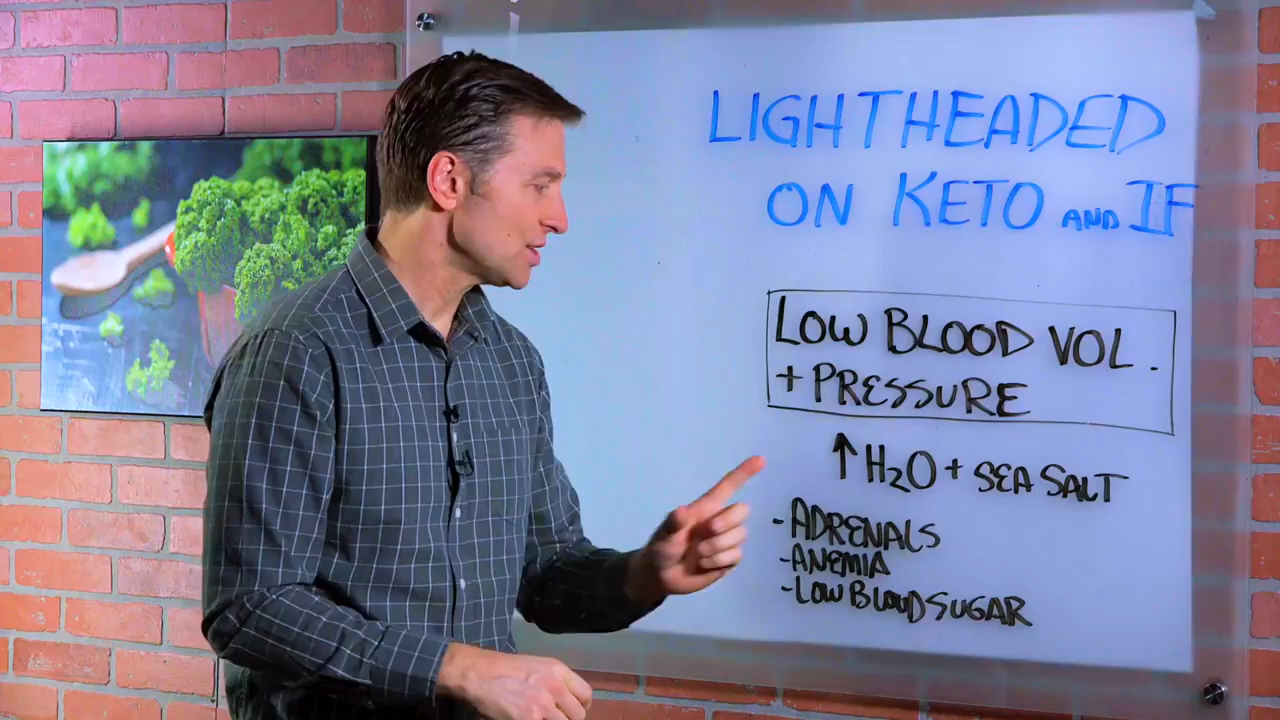 LIGHTHEADED
ON KETO AND IF
LOW BLOOD VOL.
+ PRESSURE
↑ H₂O + SEA SALT
- ADRENALS
- ANEMIA
- LOW BLOOD SUGAR